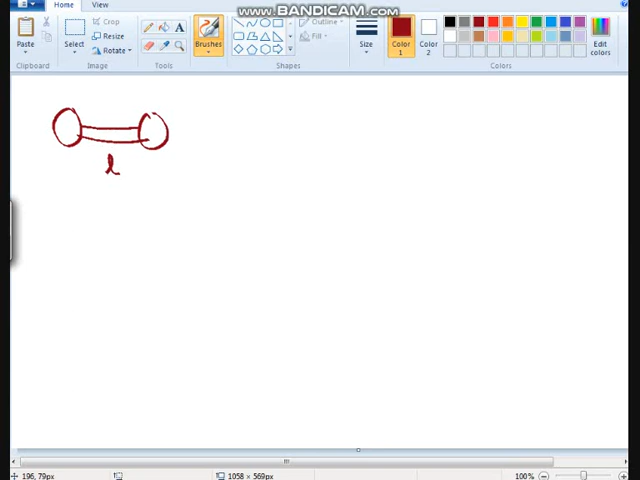 www.BANDICAM.com
Home
View
Paste
Select
Crop
Resize
Rotate
Brushes
Outline
Fill
Size
Color
1
Color
2
Edit
colors
Clipboard
Image
Tools
Shapes
Colors
l
196, 79px
1058 × 569px
100%